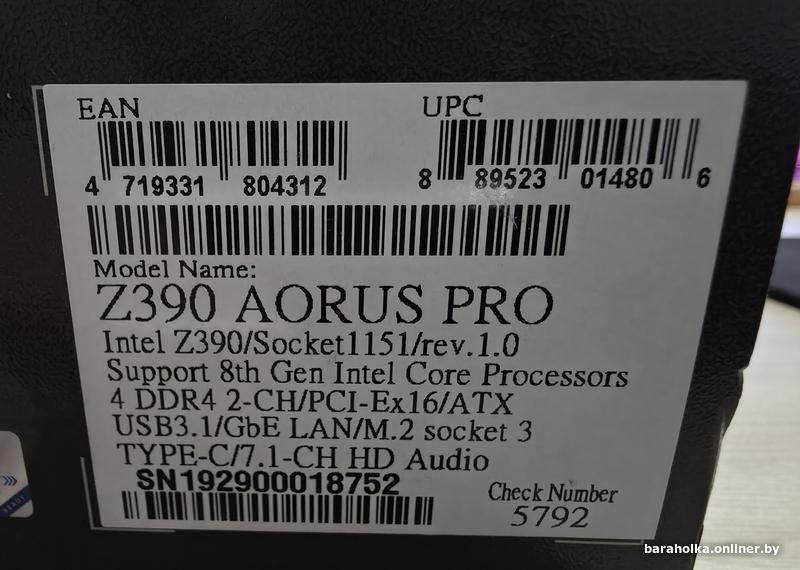 EAN
UPC
4 719331 804312
8 89523 01480 6
Model Name:
Z390 AORUS PRO
Intel Z390/Socket1151/rev.1.0
Support 8th Gen Intel Core Processors
4 DDR4 2-CH/PCI-Ex16/ATX
USB3.1/GbE LAN/M.2 socket 3
TYPE-C/7.1-CH HD Audio
SN192900018752
Check Number
5792
READY
baraholka.onliner.by